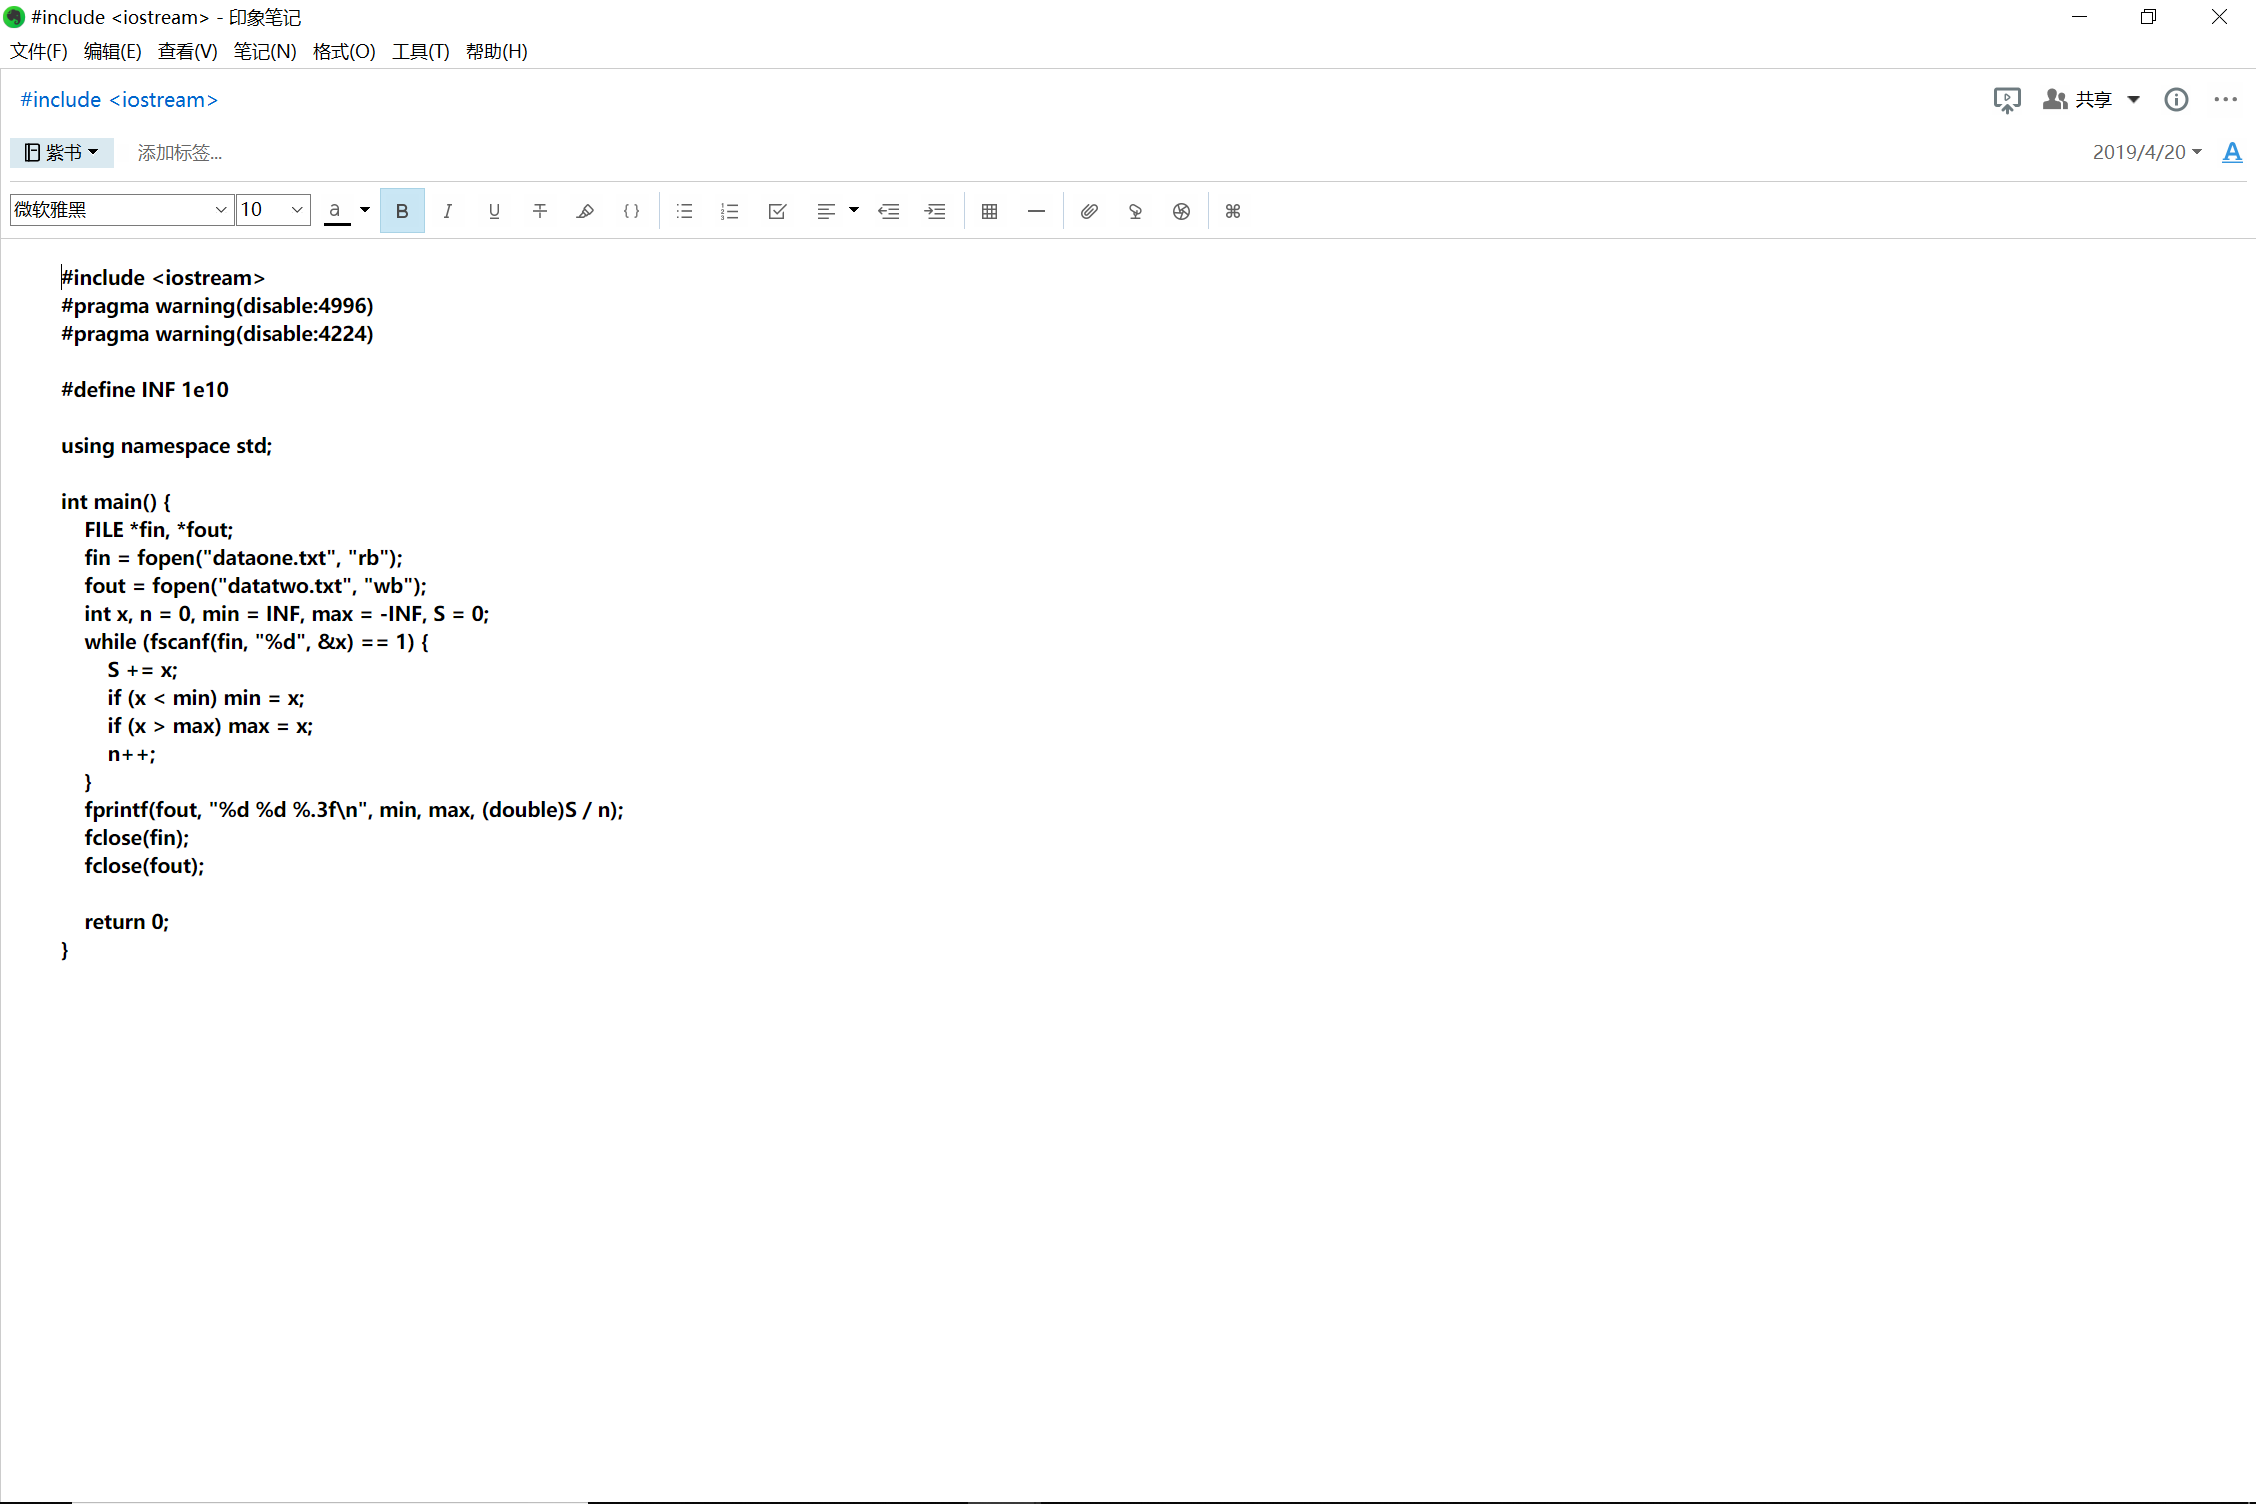 #include <iostream> - 印象笔记
文件(F) 编辑(E) 查看(V) 笔记(N) 格式(O) 工具(T) 帮助(H)
#include <iostream>
共享
紫书
添加标签...
2019/4/20
A
微软雅黑
10
a
B I U T {}
#include <iostream>
#pragma warning(disable:4996)
#pragma warning(disable:4224)
#define INF 1e10
using namespace std;
int main() {
FILE *fin, *fout;
fin = fopen("dataone.txt", "rb");
fout = fopen("datatwo.txt", "wb");
int x, n = 0, min = INF, max = -INF, S = 0;
while (fscanf(fin, "%d", &x) == 1) {
S += x;
if (x < min) min = x;
if (x > max) max = x;
n++;
}
fprintf(fout, "%d %d %.3f\n", min, max, (double)S / n);
fclose(fin);
fclose(fout);
return 0;
}